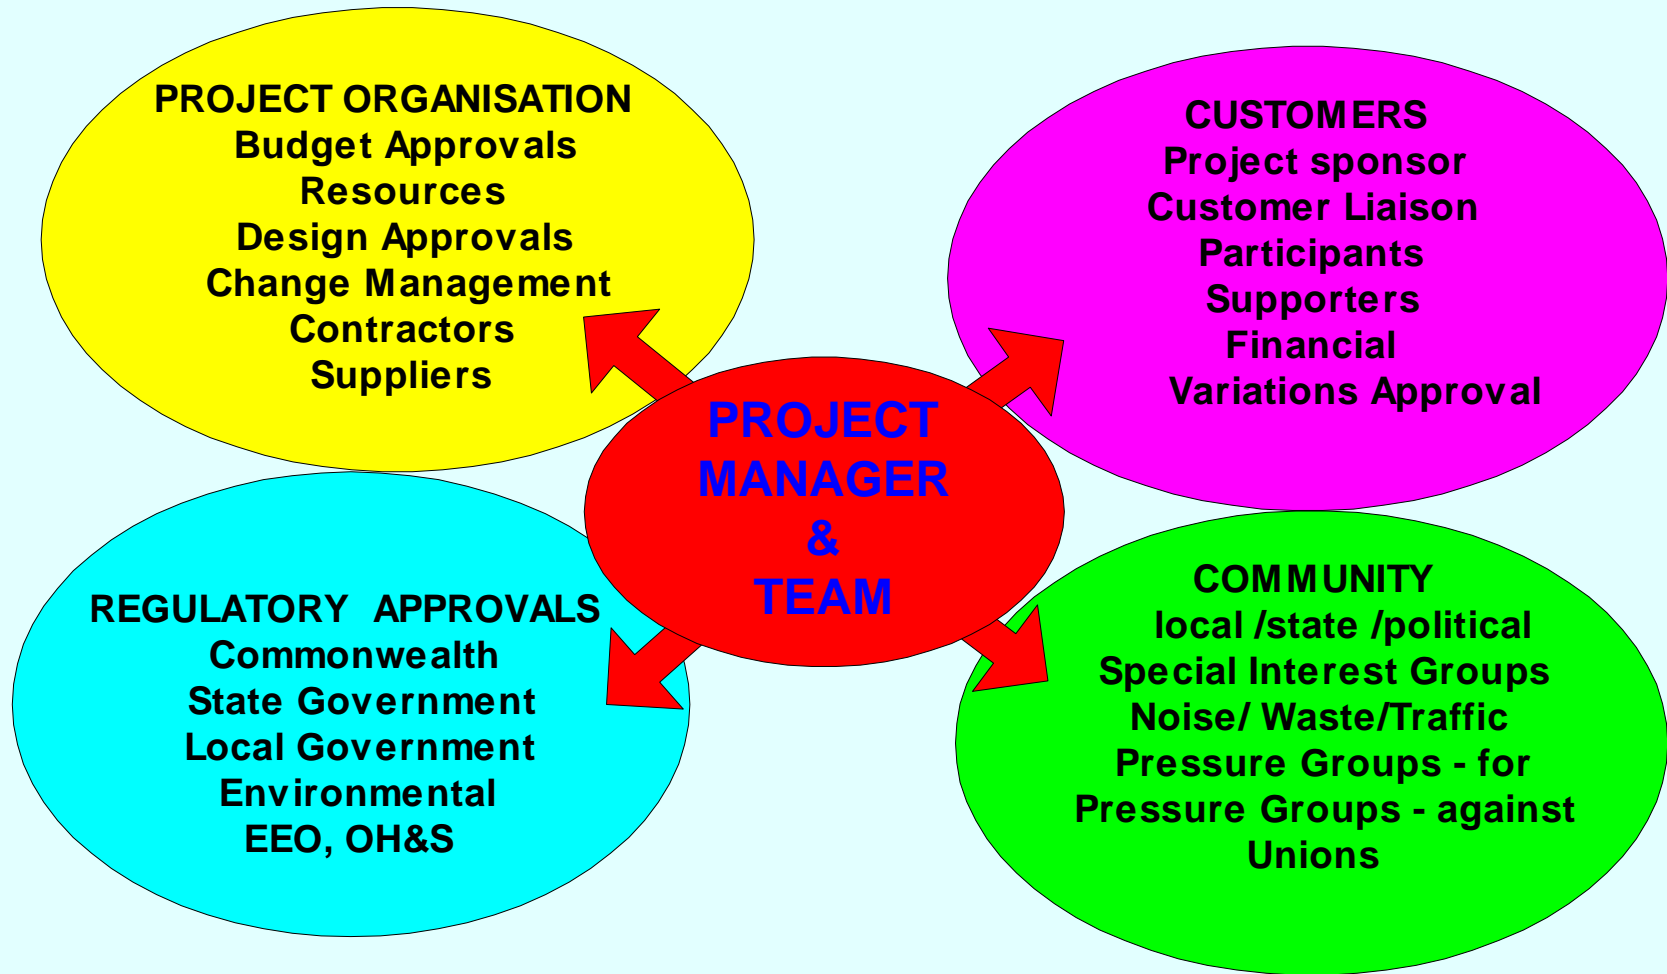 PROJECT ORGANISATION
Budget Approvals
Resources
Design Approvals
Change Management
Contractors
Suppliers
CUSTOMERS
Project sponsor
Customer Liaison
Participants
Supporters
Financial
Variations Approval
PROJECT
MANAGER
&
TEAM
REGULATORY APPROVALS
Commonwealth
State Government
Local Government
Environmental
EEO, OH&S
COMMUNITY
local /state /political
Special Interest Groups
Noise/ Waste/Traffic
Pressure Groups - for
Pressure Groups - against
Unions